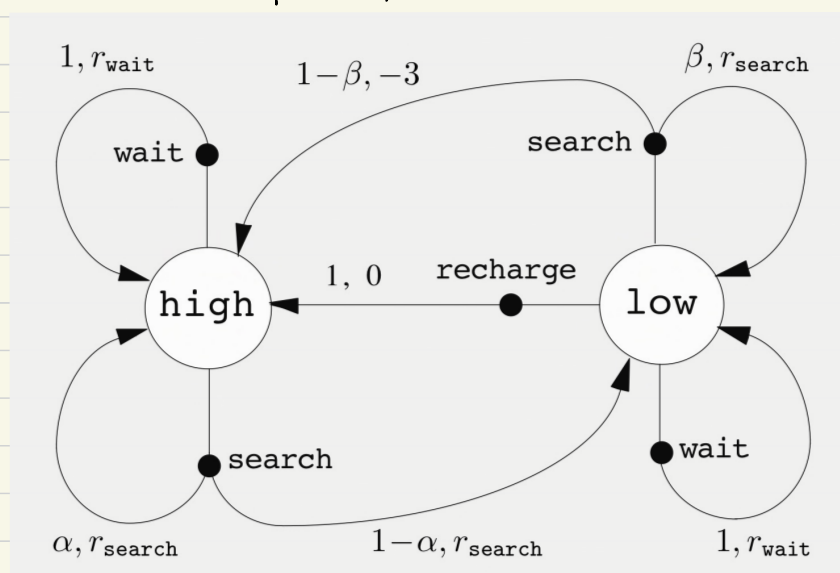 1, r_wait
1−β, −3
β, r_search
wait
search
1, 0
recharge
high
low
search
wait
α, r_search
1−α, r_search
1, r_wait